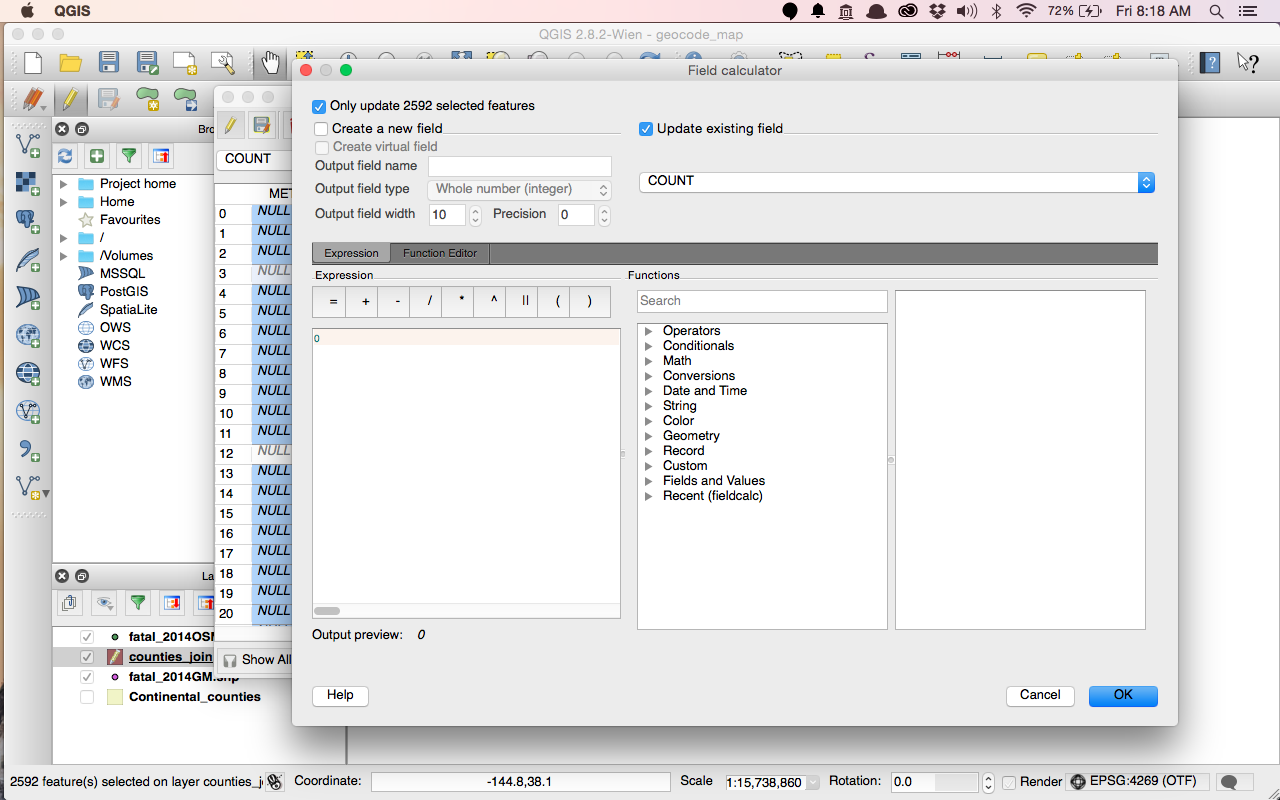 QGIS
72%
Fri 8:18 AM
QGIS 2.8.2-Wien - geocode_map
Field calculator
Only update 2592 selected features
Create a new field
Create virtual field
Output field name
Output field type Whole number (integer)
Output field width 10 Precision 0
Update existing field
COUNT
Expression Function Editor
Expression
= + - / * ^ || ( )
0
Output preview: 0
Functions
Search
Operators
Conditionals
Math
Conversions
Date and Time
String
Color
Geometry
Record
Custom
Fields and Values
Recent (fieldcalc)
Help
Cancel
OK
Bro
Project home
Home
Favourites
/
/Volumes
MSSQL
PostGIS
SpatiaLite
OWS
WCS
WFS
WMS
COUNT
MET
0 NULL
1 NULL
2 NULL
3 NULL
4 NULL
5 NULL
6 NULL
7 NULL
8 NULL
9 NULL
10 NULL
11 NULL
12 NULL
13 NULL
14 NULL
15 NULL
16 NULL
17 NULL
18 NULL
19 NULL
20 NULL
Show All
La
fatal_2014OSM
counties_join
fatal_2014GM.shp
Continental_counties
2592 feature(s) selected on layer counties_j
Coordinate: -144.8,38.1
Scale 1:15,738,860
Rotation: 0.0
Render
EPSG:4269 (OTF)